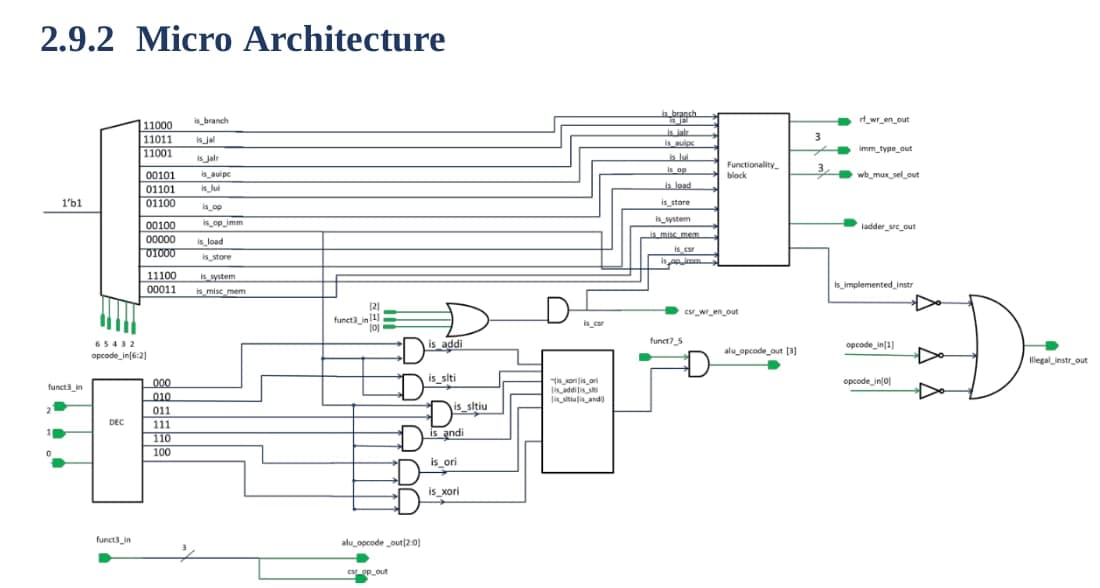 2.9.2 Micro Architecture
11000 is_branch
11011 is_jal
11001 is_jalr
00101 is_auipc
01101 is_lui
01100 is_op
00100 is_op_imm
00000 is_load
01000 is_store
11100 is_system
00011 is_misc_mem
1'b1
6 5 4 3 2
opcode_in[6:2]
is_branch
is_jal
is_jalr
is_auipc
is_lui
is_op
is_load
is_store
is_system
is_misc_mem
is_csr
is_op_imm
Functionality_
block
rf_wr_en_out
3
imm_type_out
3
wb_mux_sel_out
iadder_src_out
is_implemented_instr
opcode_in[1]
opcode_in[0]
illegal_instr_out
[2]
funct3_in [1]
[0]
is_csr
csr_wr_en_out
funct3_in
2
1
0
DEC
000
010
011
111
110
100
is_addi
is_slti
is_sltiu
is_andi
is_ori
is_xori
~(is_xori|is_ori
|is_addi|is_slti
|is_sltiu|is_andi)
funct7_5
alu_opcode_out [3]
funct3_in
3
alu_opcode _out[2:0]
csr_op_out